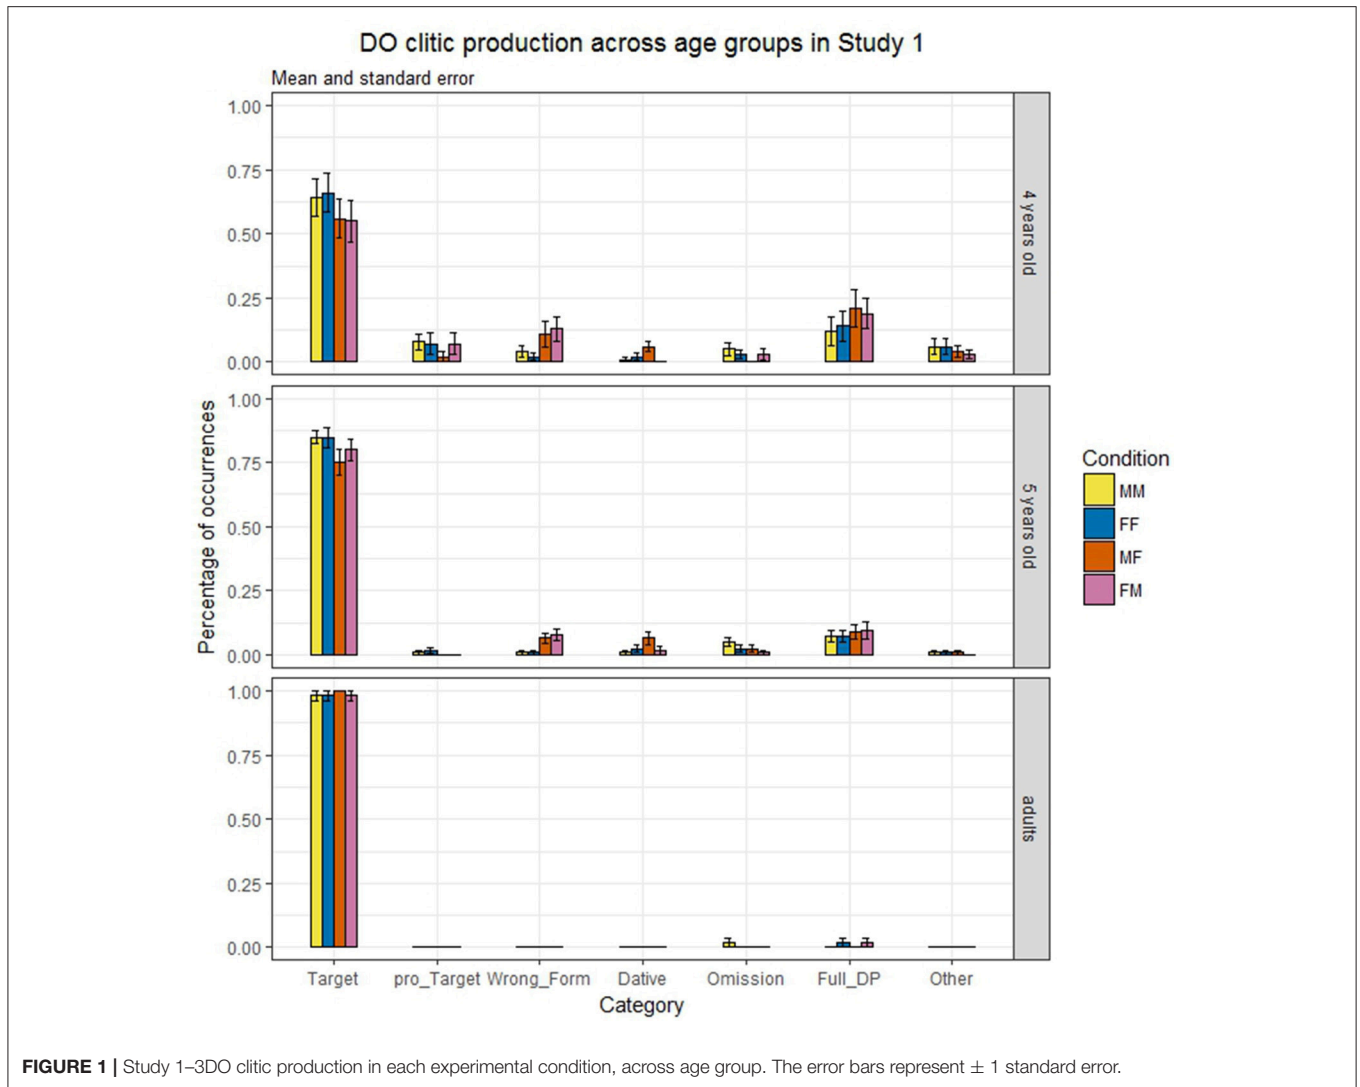 DO clitic production across age groups in Study 1
Mean and standard error
1.00
0.75
0.50
0.25
0.00
4 years old
1.00
0.75
0.50
0.25
0.00
5 years old
1.00
0.75
0.50
0.25
0.00
adults
Percentage of occurrences
Target pro_Target Wrong_Form Dative Omission Full_DP Other
Category
Condition
MM
FF
MF
FM
FIGURE 1 | Study 1–3DO clitic production in each experimental condition, across age group. The error bars represent ± 1 standard error.